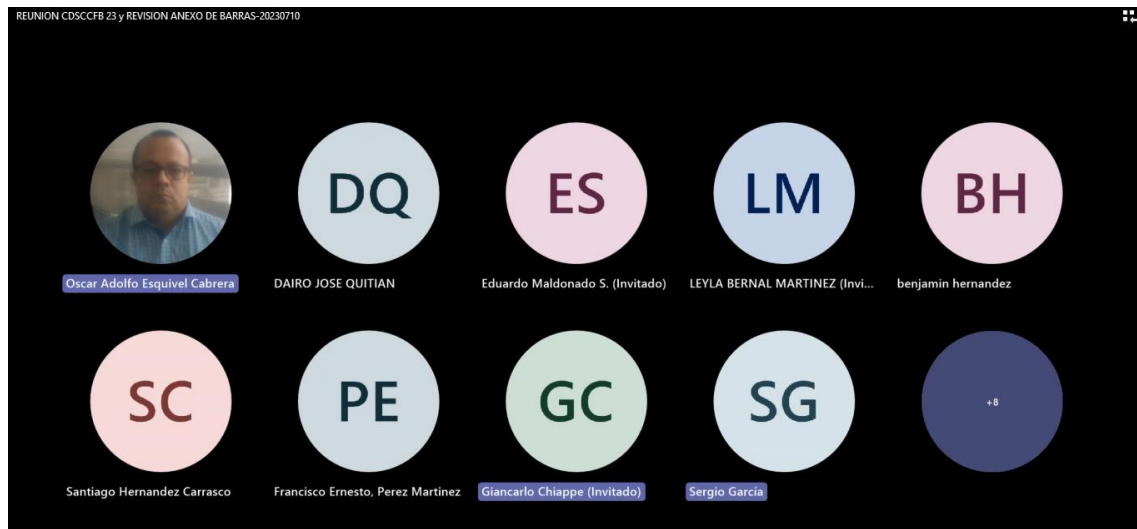 REUNION CDSCCFB 23 y REVISION ANEXO DE BARRAS-20230710
DQ
ES
LM
BH
Oscar Adolfo Esquivel Cabrera
DAIRO JOSE QUITIAN
Eduardo Maldonado S. (Invitado)
LEYLA BERNAL MARTINEZ (Invi...
benjamin hernandez
SC
PE
GC
SG
+8
Santiago Hernandez Carrasco
Francisco Ernesto, Perez Martinez
Giancarlo Chiappe (Invitado)
Sergio García